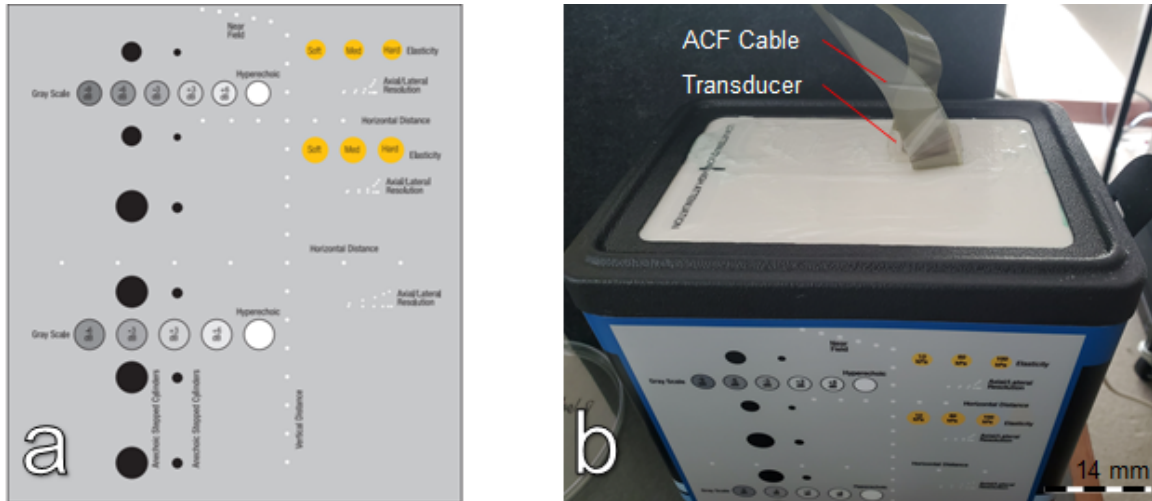 Near
Field
Soft Med Hard Elasticity
Hyperechoic
Gray Scale
Axial/Lateral
Resolution
Horizontal Distance
Soft Med Hard Elasticity
Axial/Lateral
Resolution
Horizontal Distance
Axial/Lateral
Resolution
Hyperechoic
Gray Scale
Anechoic Stepped Cylinders
Anechoic Stepped Cylinders
Vertical Distance
a
ACF Cable
Transducer
Near
Field
Elasticity
Hyperechoic
Gray Scale
Axial/Lateral
Resolution
Horizontal Distance
Elasticity
Axial/Lateral
Resolution
Horizontal Distance
Gray Scale
b
14 mm